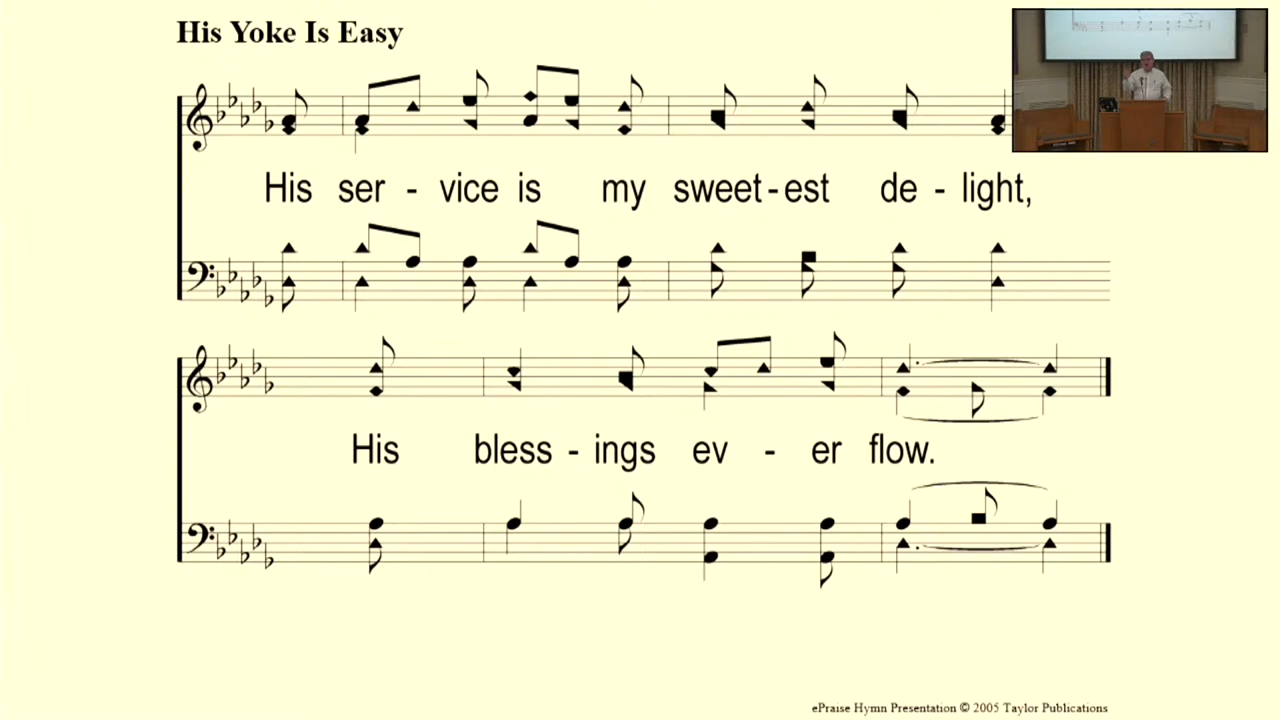 His Yoke Is Easy
His ser - vice is my sweet - est de - light,
His bless - ings ev - er flow.
ePraise Hymn Presentation © 2005 Taylor Publications